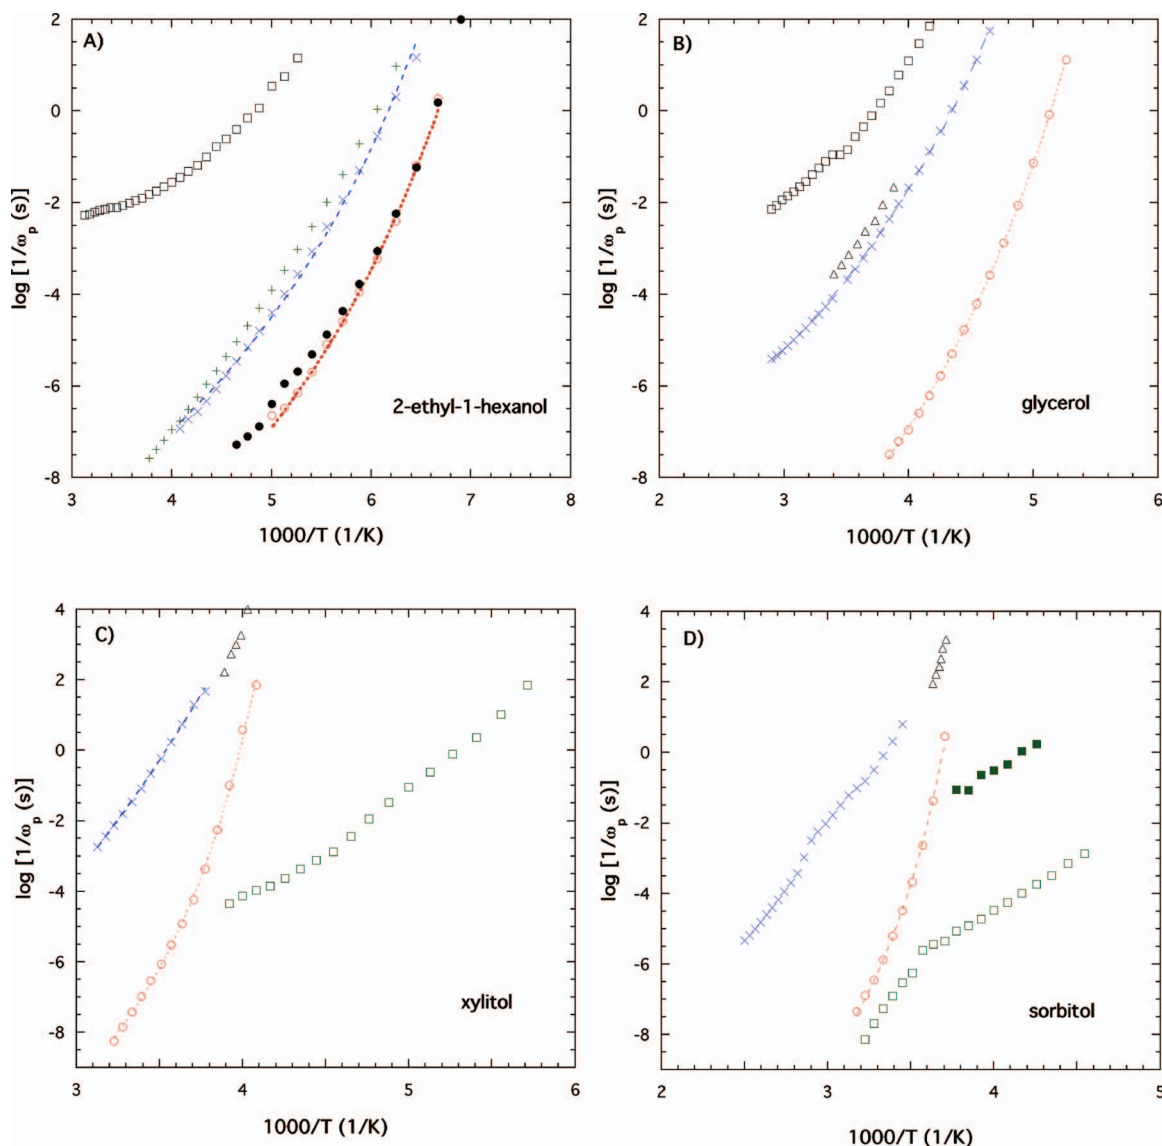 A)
2
0
-2
-4
-6
-8
log [1/ω_p (s)]
2-ethyl-1-hexanol
3 4 5 6 7 8
1000/T (1/K)
B)
2
0
-2
-4
-6
-8
log [1/ω_p (s)]
glycerol
2 3 4 5 6
1000/T (1/K)
C)
4
2
0
-2
-4
-6
-8
log [1/ω_p (s)]
xylitol
3 4 5 6
1000/T (1/K)
D)
4
2
0
-2
-4
-6
-8
log [1/ω_p (s)]
sorbitol
2 3 4 5
1000/T (1/K)